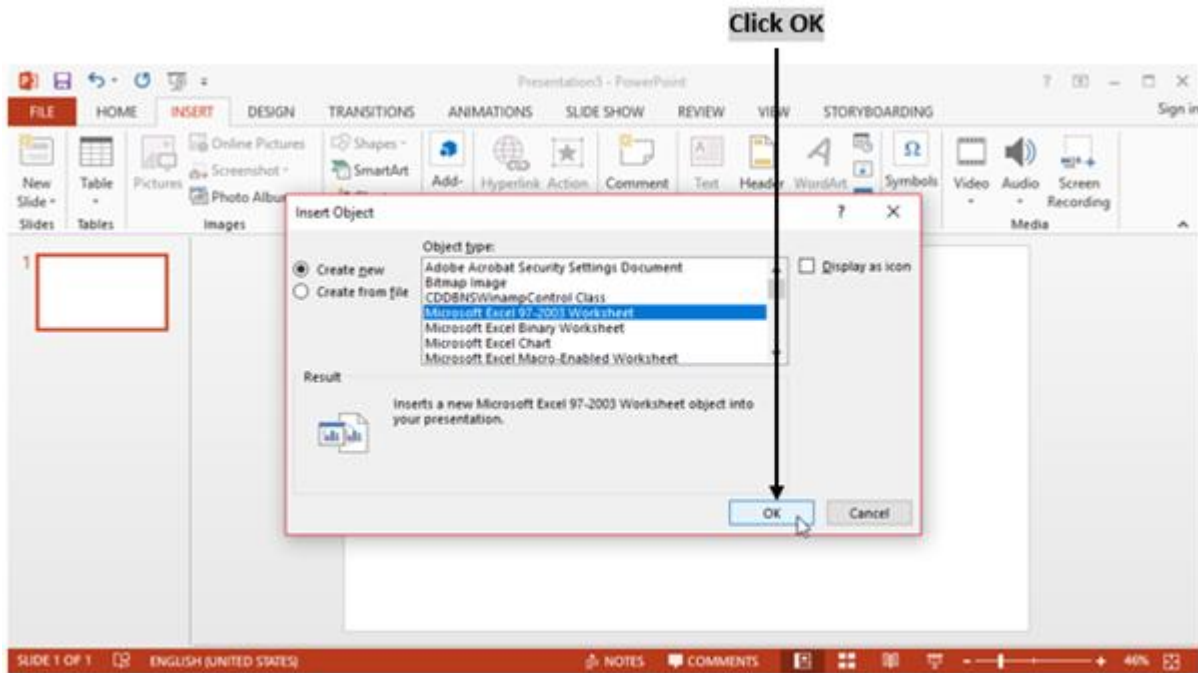 Click OK
Presentation3 - PowerPoint
FILE HOME INSERT DESIGN TRANSITIONS ANIMATIONS SLIDE SHOW REVIEW VIEW STORYBOARDING Sign in
Online Pictures Shapes
Screenshot SmartArt
Photo Albu
New Slide Table Pictures Add- Hyperlink Action Comment Text Header WordArt Symbols Video Audio Screen Recording
Slides Tables Images Media
Insert Object ? X
Object type:
Create new
Create from file
Adobe Acrobat Security Settings Document
Bitmap Image
CDDBNSWinampControl Class
Microsoft Excel 97-2003 Worksheet
Microsoft Excel Binary Worksheet
Microsoft Excel Chart
Microsoft Excel Macro-Enabled Worksheet
Display as icon
Result
Inserts a new Microsoft Excel 97-2003 Worksheet object into
your presentation.
OK Cancel
1
SLIDE 1 OF 1 ENGLISH (UNITED STATES) NOTES COMMENTS 46%